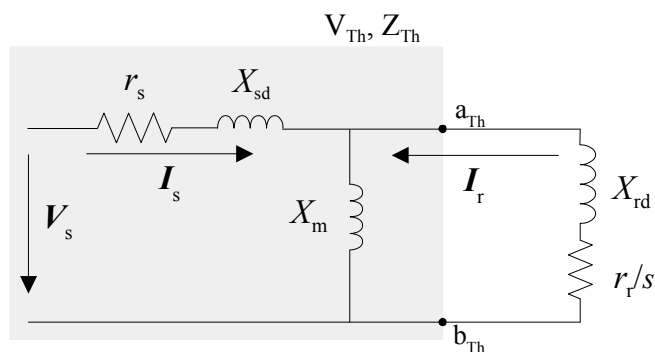 V_Th, Z_Th
r_s
X_sd
a_Th
I_s
I_r
V_s
X_m
X_rd
r_r/s
b_Th